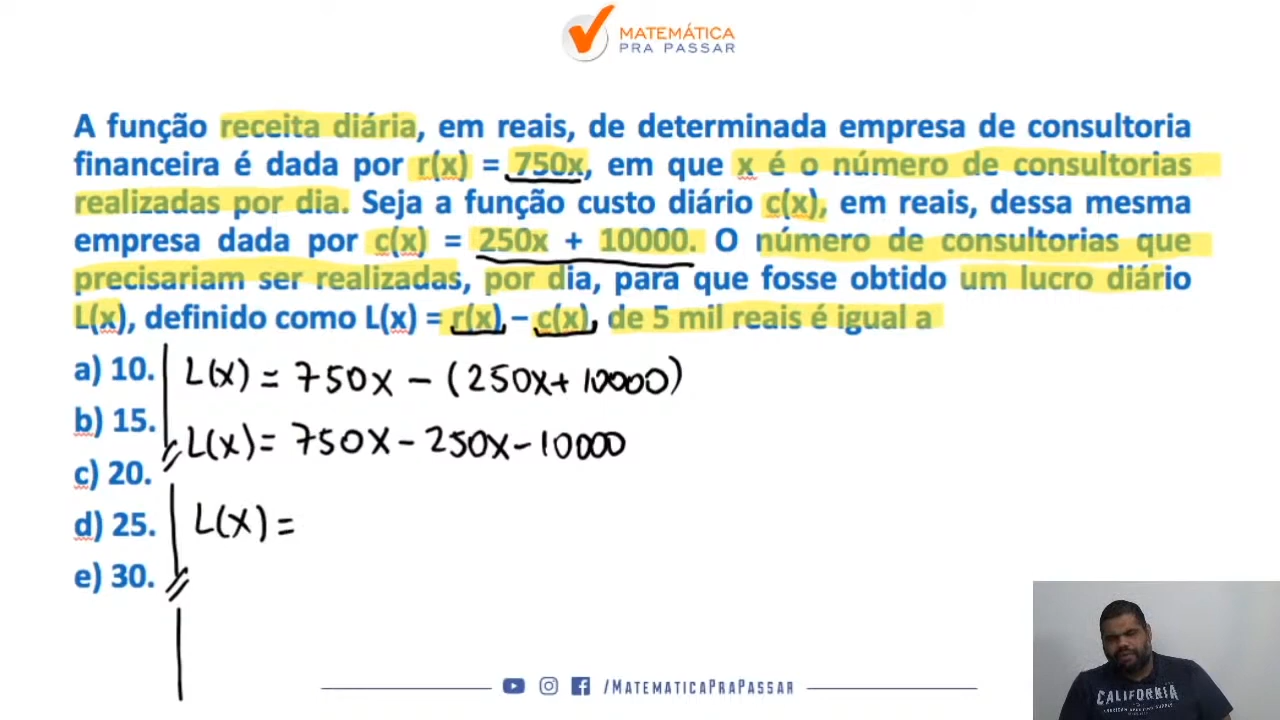 MATEMÁTICA
PRA PASSAR
A função receita diária, em reais, de determinada empresa de consultoria
financeira é dada por r(x) = 750x, em que x é o número de consultorias
realizadas por dia. Seja a função custo diário c(x), em reais, dessa mesma
empresa dada por c(x) = 250x + 10000. O número de consultorias que
precisariam ser realizadas, por dia, para que fosse obtido um lucro diário
L(x), definido como L(x) = r(x) – c(x), de 5 mil reais é igual a
a) 10.
L(x) = 750x - (250x + 10000)
b) 15.
L(x) = 750x - 250x - 10000
c) 20.
d) 25.
L(x) =
e) 30.
/MATEMATICAPRAPASSAR
CALIFORNIA